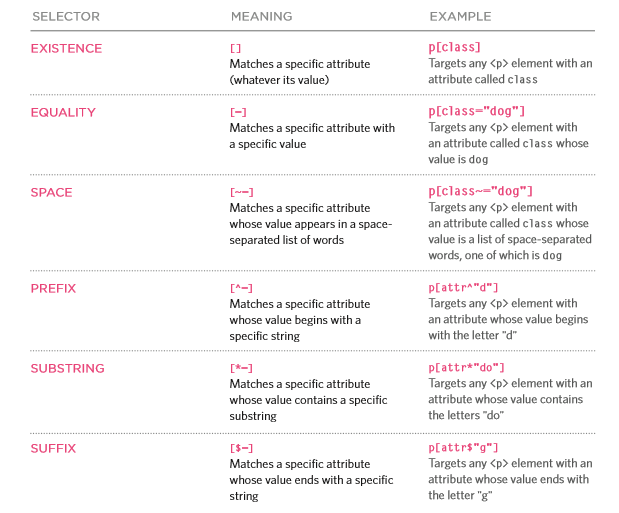 SELECTOR MEANING EXAMPLE
EXISTENCE [] p[class]
Matches a specific attribute Targets any <p> element with an
(whatever its value) attribute called class
EQUALITY [=] p[class="dog"]
Matches a specific attribute with Targets any <p> element with
a specific value an attribute called class whose
value is dog
SPACE [~=] p[class~="dog"]
Matches a specific attribute Targets any <p> element with
whose value appears in a space- an attribute called class whose
separated list of words value is a list of space-separated
words, one of which is dog
PREFIX [^=] p[attr^"d"]
Matches a specific attribute Targets any <p> element with
whose value begins with a an attribute whose value begins
specific string with the letter "d"
SUBSTRING [*=] p[attr*"do"]
Matches a specific attribute Targets any <p> element with an
whose value contains a specific attribute whose value contains
substring the letters "do"
SUFFIX [$=] p[attr$"g"]
Matches a specific attribute Targets any <p> element with an
whose value ends with a specific attribute whose value ends with
string the letter "g"